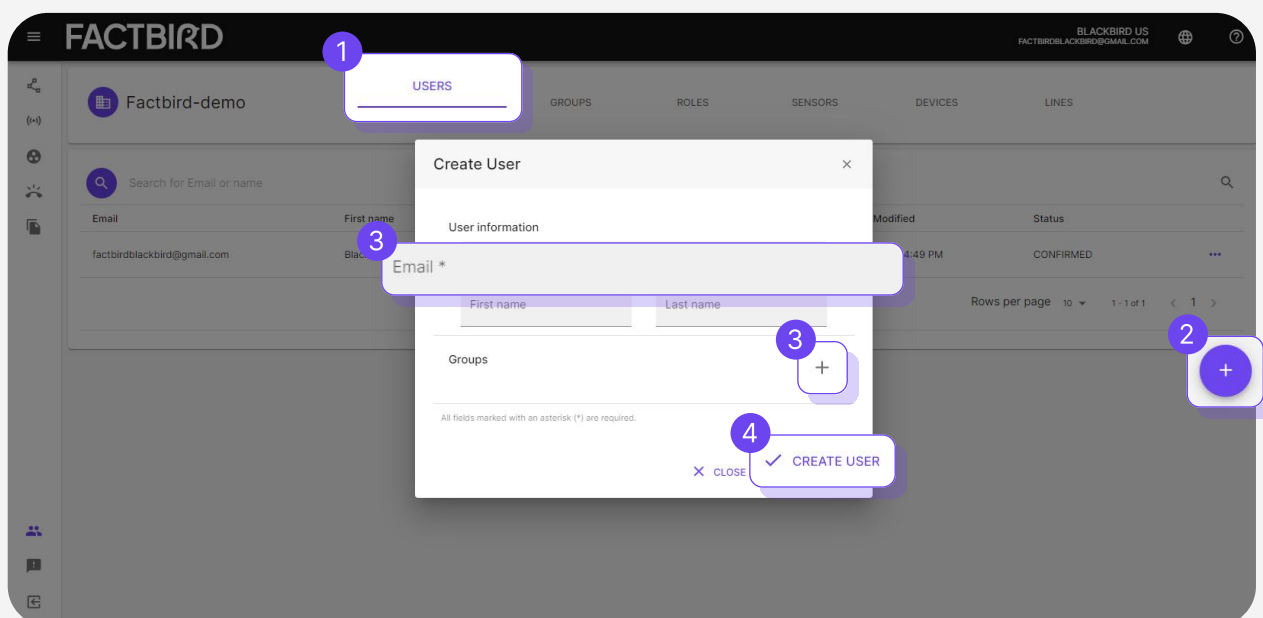 FACTBIRD
BLACKBIRD US
FACTBIRDBLACKBIRD@GMAIL.COM
1
Factbird-demo
USERS
GROUPS
ROLES
SENSORS
DEVICES
LINES
Create User
Search for Email or name
Email
First name
Modified
Status
User information
factbirdblackbird@gmail.com
3
Email *
4:49 PM
CONFIRMED
First name
Last name
Rows per page 10 1 - 1 of 1 1
Groups
3
2
All fields marked with an asterisk (*) are required.
4
CLOSE
CREATE USER